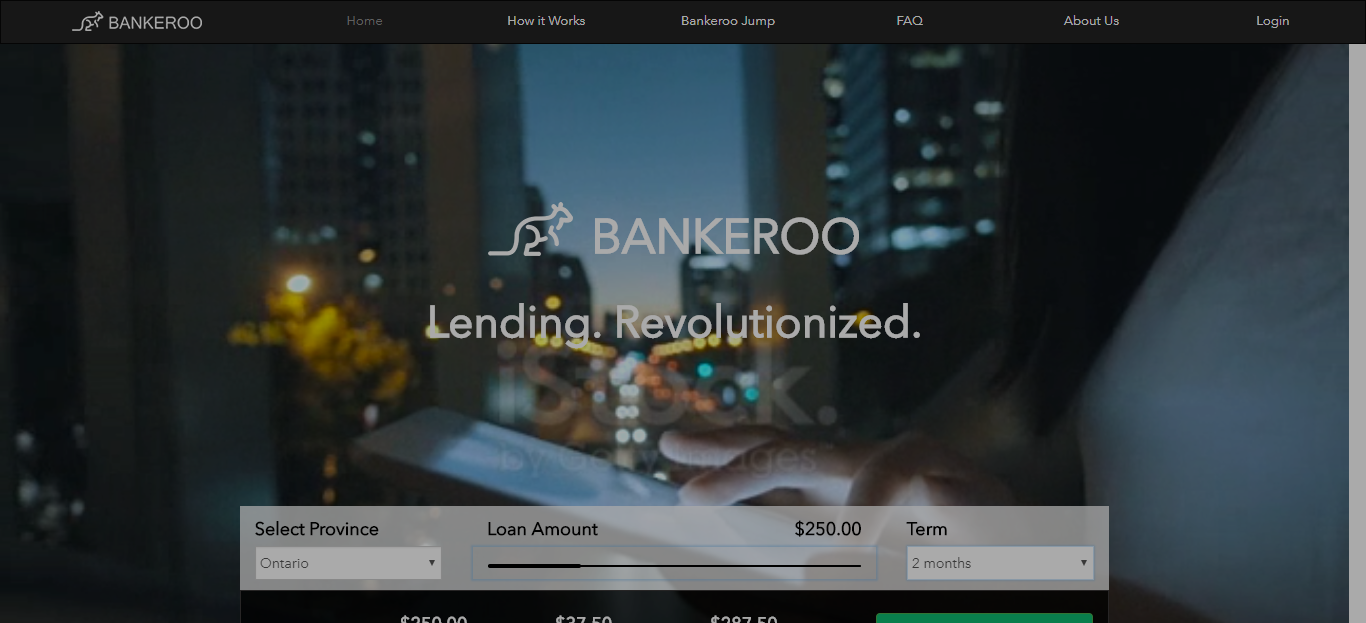 BANKEROO
Home
How it Works
Bankeroo Jump
FAQ
About Us
Login
BANKEROO
Lending. Revolutionized.
iStock.
by Getty Images
Select Province
Loan Amount
$250.00
Term
Ontario
2 months
$250.00
$37.50
$287.50